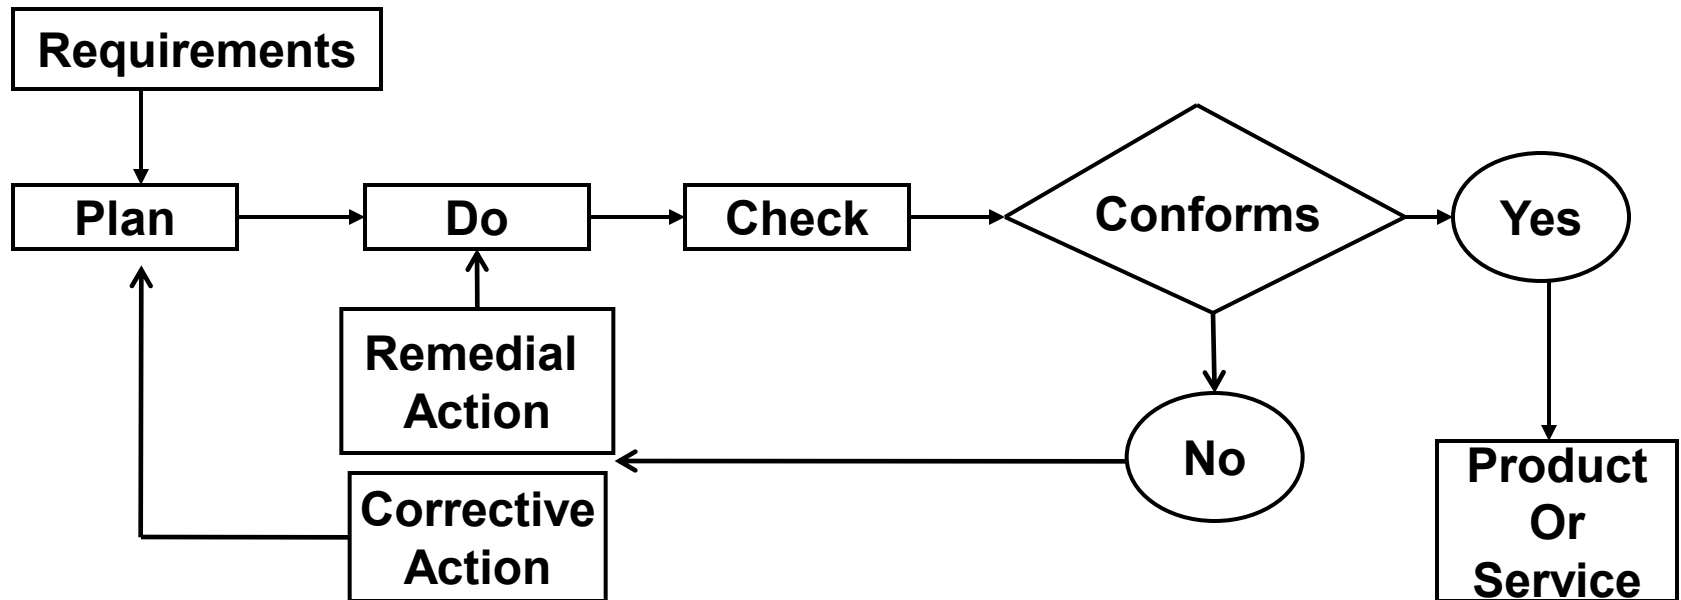 Requirements
Plan
Do
Check
Conforms
Yes
Remedial
Action
No
Corrective
Action
Product
Or
Service